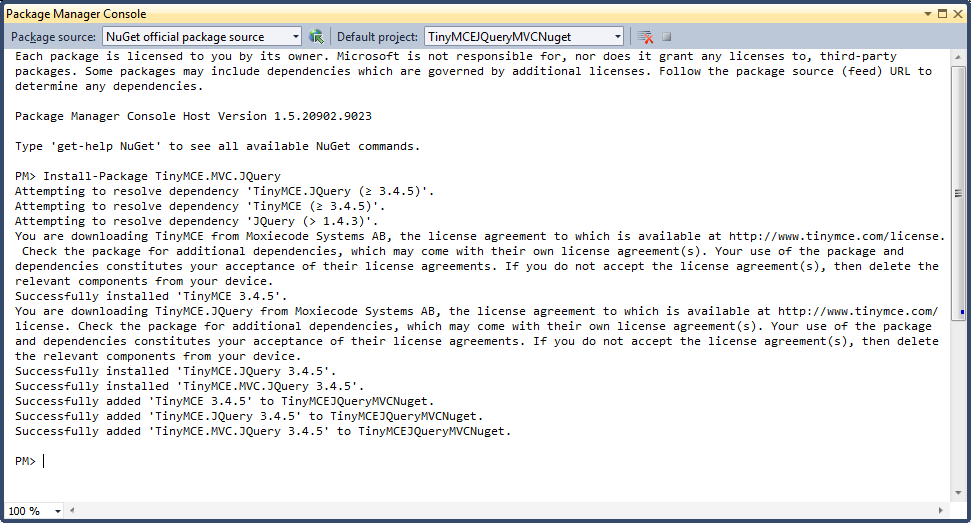 Package Manager Console
Package source: NuGet official package source Default project: TinyMCEJQueryMVCNuget
Each package is licensed to you by its owner. Microsoft is not responsible for, nor does it grant any licenses to, third-party
packages. Some packages may include dependencies which are governed by additional licenses. Follow the package source (feed) URL to
determine any dependencies.
Package Manager Console Host Version 1.5.20902.9023
Type 'get-help NuGet' to see all available NuGet commands.
PM> Install-Package TinyMCE.MVC.JQuery
Attempting to resolve dependency 'TinyMCE.JQuery (≥ 3.4.5)'.
Attempting to resolve dependency 'TinyMCE (≥ 3.4.5)'.
Attempting to resolve dependency 'JQuery (> 1.4.3)'.
You are downloading TinyMCE from Moxiecode Systems AB, the license agreement to which is available at http://www.tinymce.com/license.
Check the package for additional dependencies, which may come with their own license agreement(s). Your use of the package and
dependencies constitutes your acceptance of their license agreements. If you do not accept the license agreement(s), then delete the
relevant components from your device.
Successfully installed 'TinyMCE 3.4.5'.
You are downloading TinyMCE.JQuery from Moxiecode Systems AB, the license agreement to which is available at http://www.tinymce.com/
license. Check the package for additional dependencies, which may come with their own license agreement(s). Your use of the package
and dependencies constitutes your acceptance of their license agreements. If you do not accept the license agreement(s), then delete
the relevant components from your device.
Successfully installed 'TinyMCE.JQuery 3.4.5'.
Successfully installed 'TinyMCE.MVC.JQuery 3.4.5'.
Successfully added 'TinyMCE 3.4.5' to TinyMCEJQueryMVCNuget.
Successfully added 'TinyMCE.JQuery 3.4.5' to TinyMCEJQueryMVCNuget.
Successfully added 'TinyMCE.MVC.JQuery 3.4.5' to TinyMCEJQueryMVCNuget.
PM>
100 %